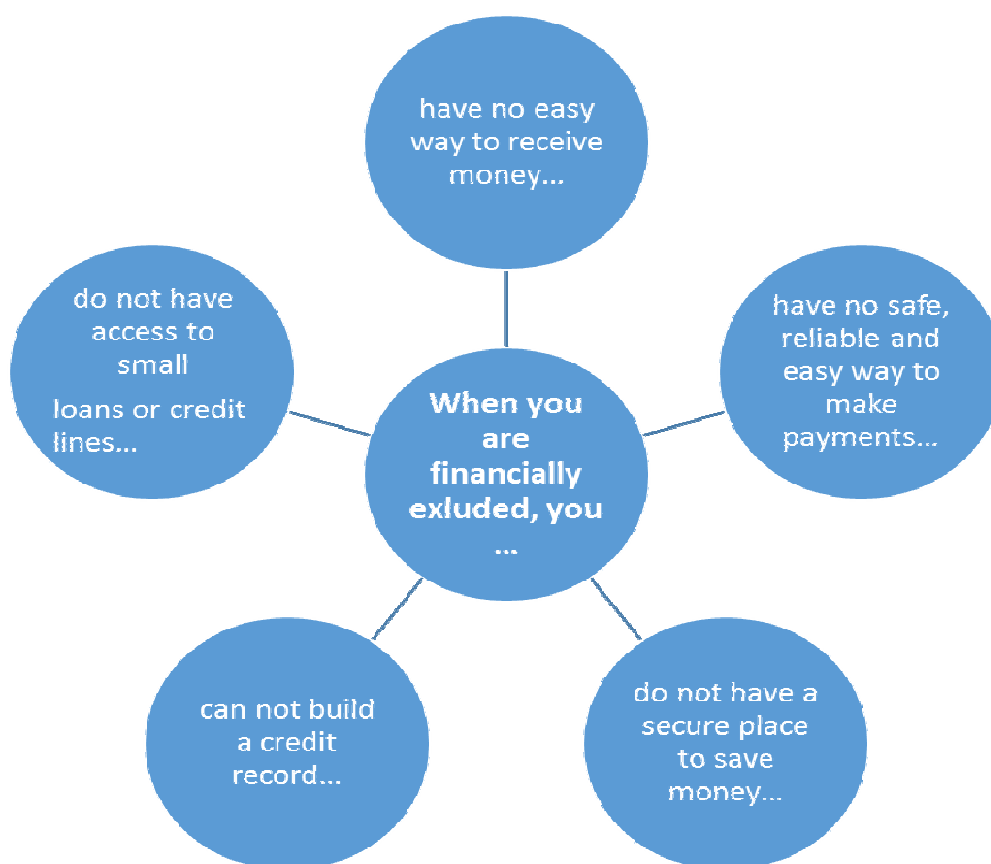 have no easy
way to receive
money...
have no safe,
reliable and
easy way to
make
payments...
do not have a
secure place
to save
money...
can not build
a credit
record...
do not have
access to
small
loans or credit
lines...
When you
are
financially
exluded, you
...